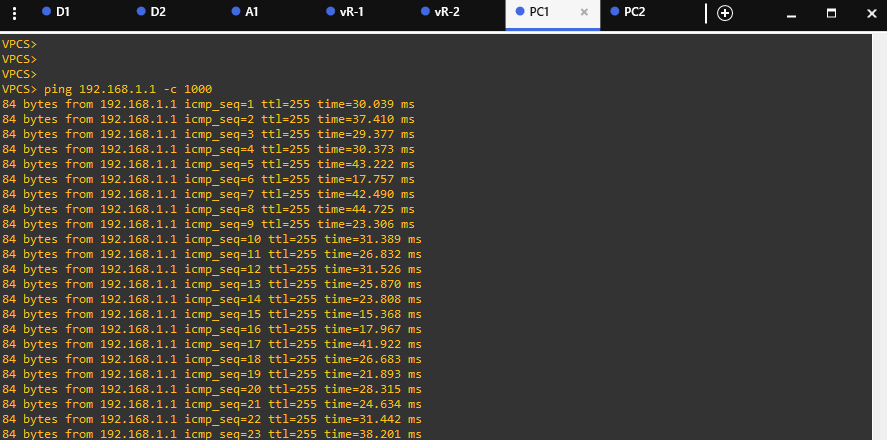 D1 D2 A1 vR-1 vR-2 PC1 PC2
VPCS>
VPCS>
VPCS>
VPCS> ping 192.168.1.1 -c 1000
84 bytes from 192.168.1.1 icmp_seq=1 ttl=255 time=30.039 ms
84 bytes from 192.168.1.1 icmp_seq=2 ttl=255 time=37.410 ms
84 bytes from 192.168.1.1 icmp_seq=3 ttl=255 time=29.377 ms
84 bytes from 192.168.1.1 icmp_seq=4 ttl=255 time=30.373 ms
84 bytes from 192.168.1.1 icmp_seq=5 ttl=255 time=43.222 ms
84 bytes from 192.168.1.1 icmp_seq=6 ttl=255 time=17.757 ms
84 bytes from 192.168.1.1 icmp_seq=7 ttl=255 time=42.490 ms
84 bytes from 192.168.1.1 icmp_seq=8 ttl=255 time=44.725 ms
84 bytes from 192.168.1.1 icmp_seq=9 ttl=255 time=23.306 ms
84 bytes from 192.168.1.1 icmp_seq=10 ttl=255 time=31.389 ms
84 bytes from 192.168.1.1 icmp_seq=11 ttl=255 time=26.832 ms
84 bytes from 192.168.1.1 icmp_seq=12 ttl=255 time=31.526 ms
84 bytes from 192.168.1.1 icmp_seq=13 ttl=255 time=25.870 ms
84 bytes from 192.168.1.1 icmp_seq=14 ttl=255 time=23.808 ms
84 bytes from 192.168.1.1 icmp_seq=15 ttl=255 time=15.368 ms
84 bytes from 192.168.1.1 icmp_seq=16 ttl=255 time=17.967 ms
84 bytes from 192.168.1.1 icmp_seq=17 ttl=255 time=41.922 ms
84 bytes from 192.168.1.1 icmp_seq=18 ttl=255 time=26.683 ms
84 bytes from 192.168.1.1 icmp_seq=19 ttl=255 time=21.893 ms
84 bytes from 192.168.1.1 icmp_seq=20 ttl=255 time=28.315 ms
84 bytes from 192.168.1.1 icmp_seq=21 ttl=255 time=24.634 ms
84 bytes from 192.168.1.1 icmp_seq=22 ttl=255 time=31.442 ms
84 bytes from 192.168.1.1 icmp_seq=23 ttl=255 time=38.201 ms